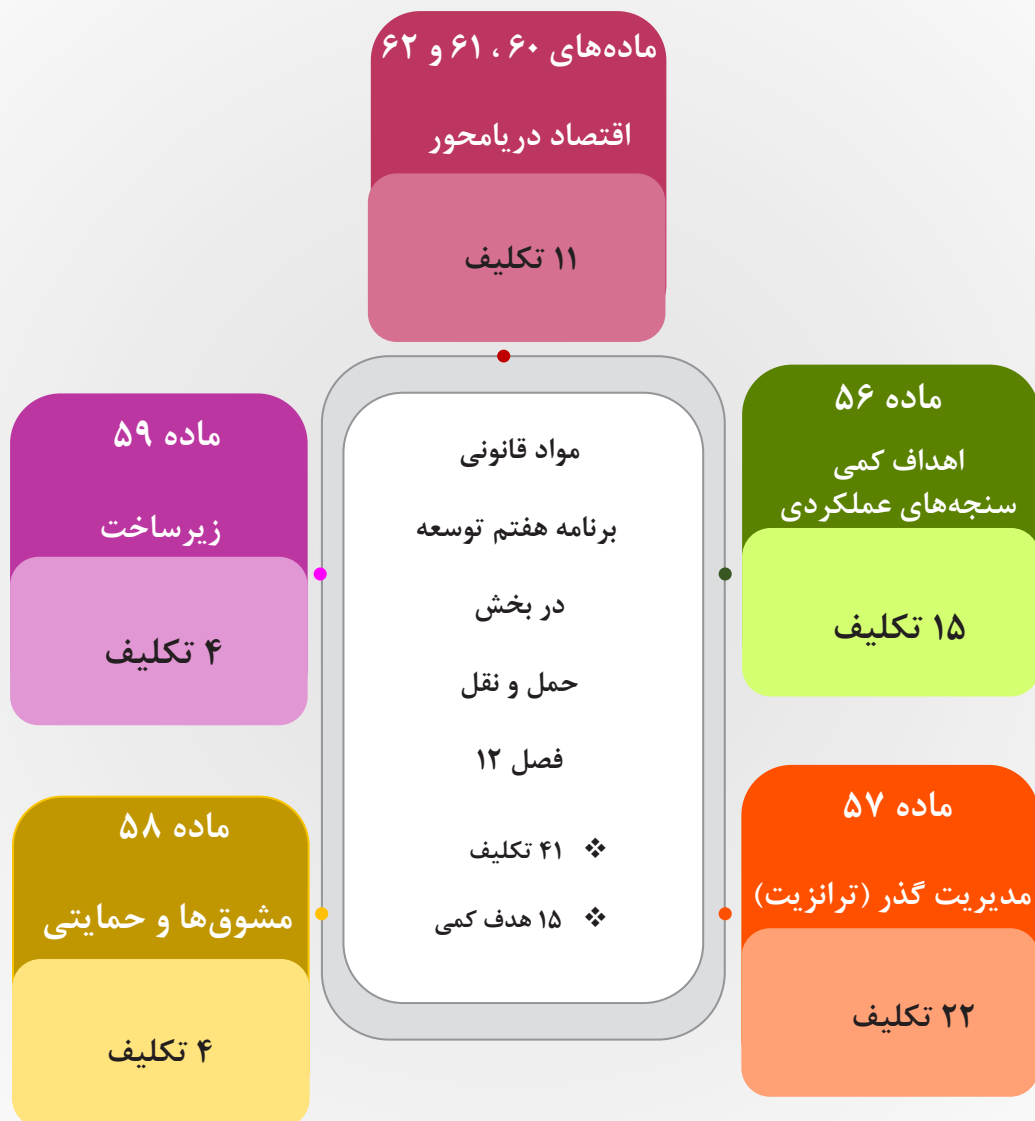 ماده‌های ۶۰ ، ۶۱ و ۶۲
اقتصاد دریامحور
۱۱ تکلیف
ماده ۵۶
اهداف کمی
سنجه‌های عملکردی
۱۵ تکلیف
ماده ۵۷
مدیریت گذر (ترانزیت)
۲۲ تکلیف
مواد قانونی
برنامه هفتم توسعه
در بخش
حمل و نقل
فصل ۱۲
❖ ۴۱ تکلیف
❖ ۱۵ هدف کمی
ماده ۵۹
زیرساخت
۴ تکلیف
ماده ۵۸
مشوق‌ها و حمایتی
۴ تکلیف